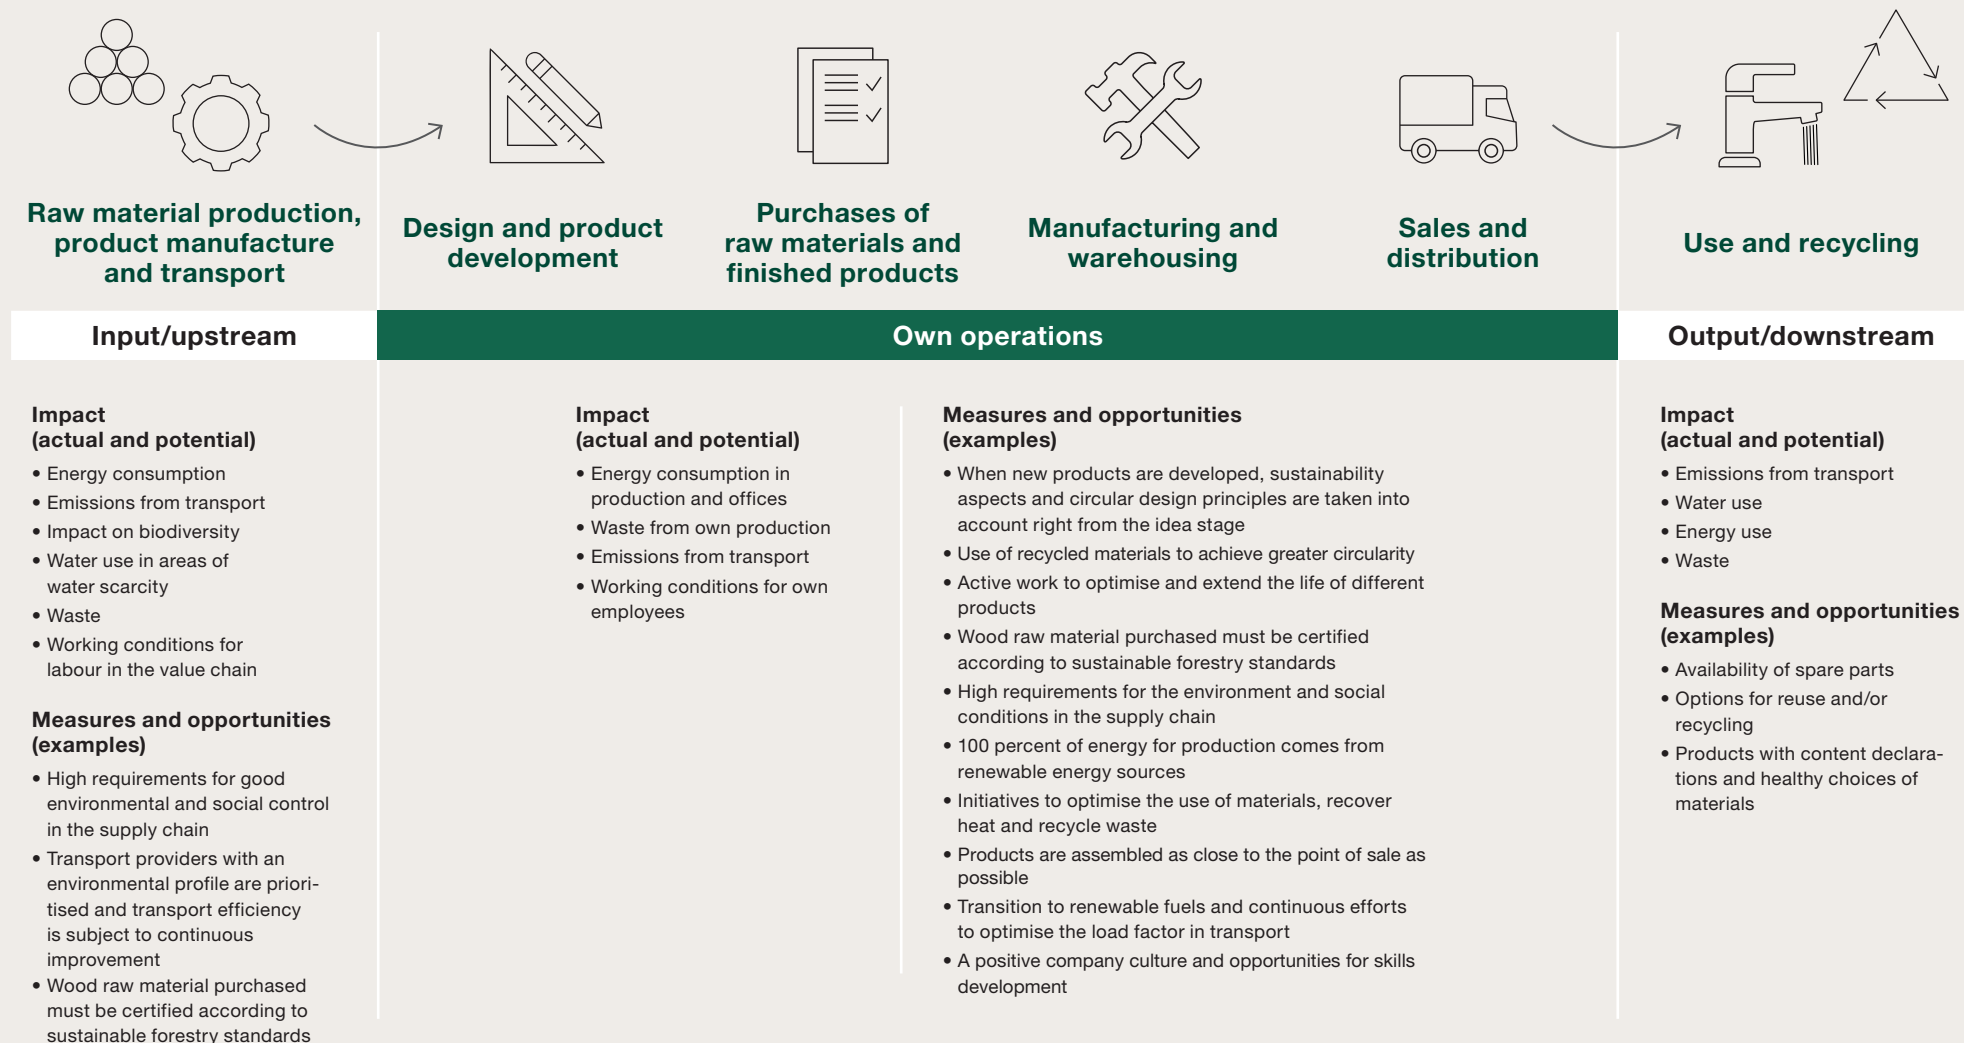 Raw material production,
product manufacture
and transport
Design and product
development
Purchases of
raw materials and
finished products
Manufacturing and
warehousing
Sales and
distribution
Use and recycling
Input/upstream
Own operations
Output/downstream
Impact
(actual and potential)
• Energy consumption
• Emissions from transport
• Impact on biodiversity
• Water use in areas of
water scarcity
• Waste
• Working conditions for
labour in the value chain
Measures and opportunities
(examples)
• High requirements for good
environmental and social control
in the supply chain
• Transport providers with an
environmental profile are priori-
tised and transport efficiency
is subject to continuous
improvement
• Wood raw material purchased
must be certified according to
sustainable forestry standards
Impact
(actual and potential)
• Energy consumption in
production and offices
• Waste from own production
• Emissions from transport
• Working conditions for own
employees
Measures and opportunities
(examples)
• When new products are developed, sustainability
aspects and circular design principles are taken into
account right from the idea stage
• Use of recycled materials to achieve greater circularity
• Active work to optimise and extend the life of different
products
• Wood raw material purchased must be certified
according to sustainable forestry standards
• High requirements for the environment and social
conditions in the supply chain
• 100 percent of energy for production comes from
renewable energy sources
• Initiatives to optimise the use of materials, recover
heat and recycle waste
• Products are assembled as close to the point of sale as
possible
• Transition to renewable fuels and continuous efforts
to optimise the load factor in transport
• A positive company culture and opportunities for skills
development
Impact
(actual and potential)
• Emissions from transport
• Water use
• Energy use
• Waste
Measures and opportunities
(examples)
• Availability of spare parts
• Options for reuse and/or
recycling
• Products with content declara-
tions and healthy choices of
materials